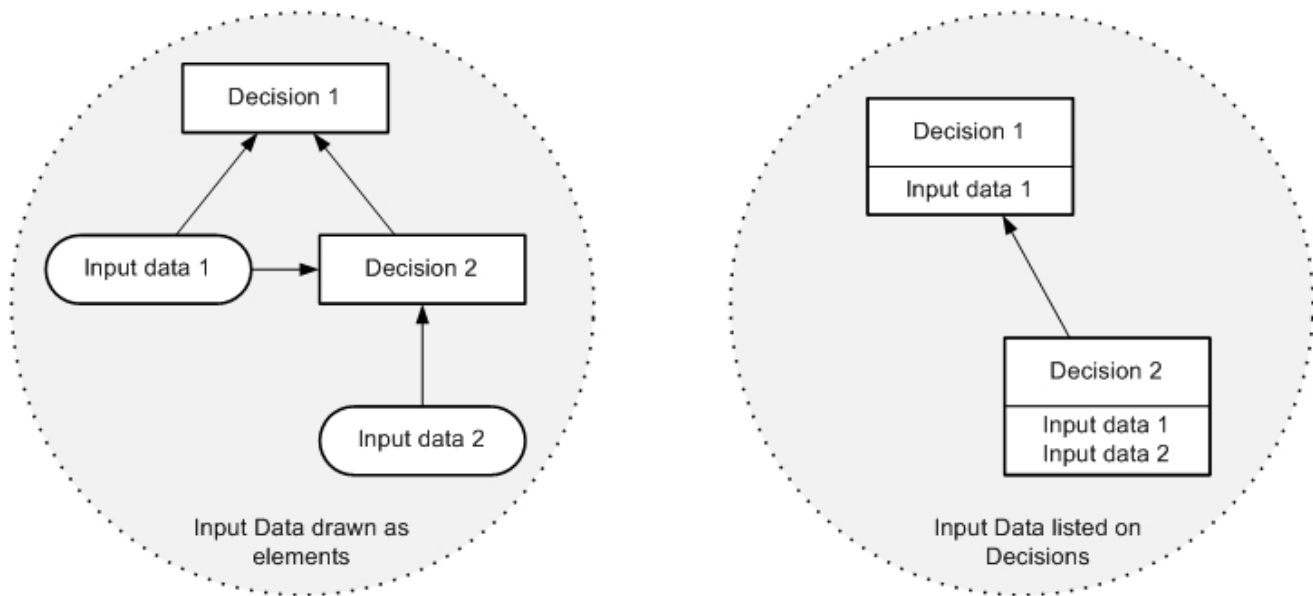 Decision 1
Input data 1
Decision 2
Input data 2
Input Data drawn as
elements
Decision 1
Input data 1
Decision 2
Input data 1
Input data 2
Input Data listed on
Decisions